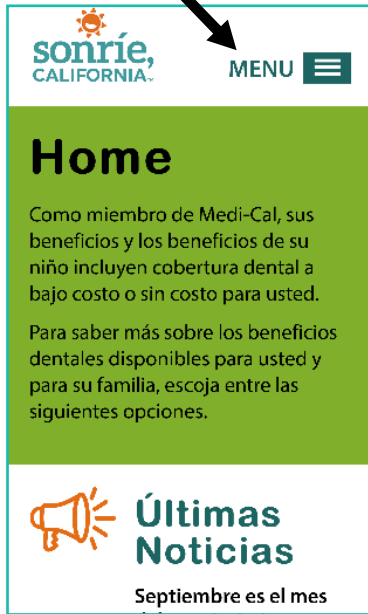 sonríe,
CALIFORNIA™
MENU
Home
Como miembro de Medi-Cal, sus
beneficios y los beneficios de su
niño incluyen cobertura dental a
bajo costo o sin costo para usted.
Para saber más sobre los beneficios
dentales disponibles para usted y
para su familia, escoja entre las
siguientes opciones.
Últimas
Noticias
Septiembre es el mes